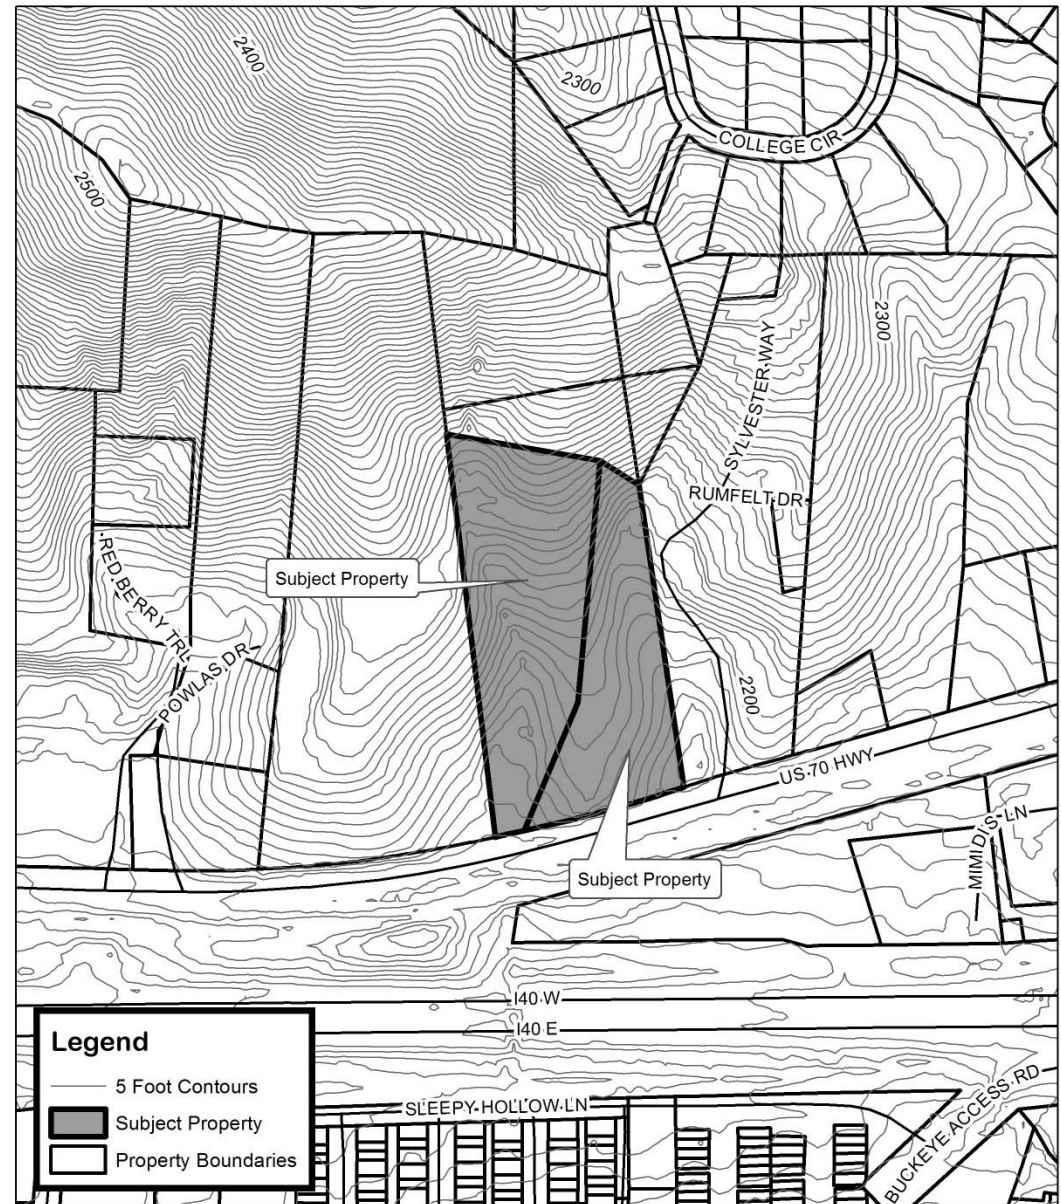 2400
2300
COLLEGE CIR
2500
2300
SYLVESTER WAY
RUMFELT DR
Subject Property
RED BERRY TRL
POWLAS DR
2200
US 70 HWY
Subject Property
MIMI DI'S LN
I40 W
I40 E
Legend
5 Foot Contours
Subject Property
Property Boundaries
SLEEPY HOLLOW LN
BUCKEYE ACCESS RD